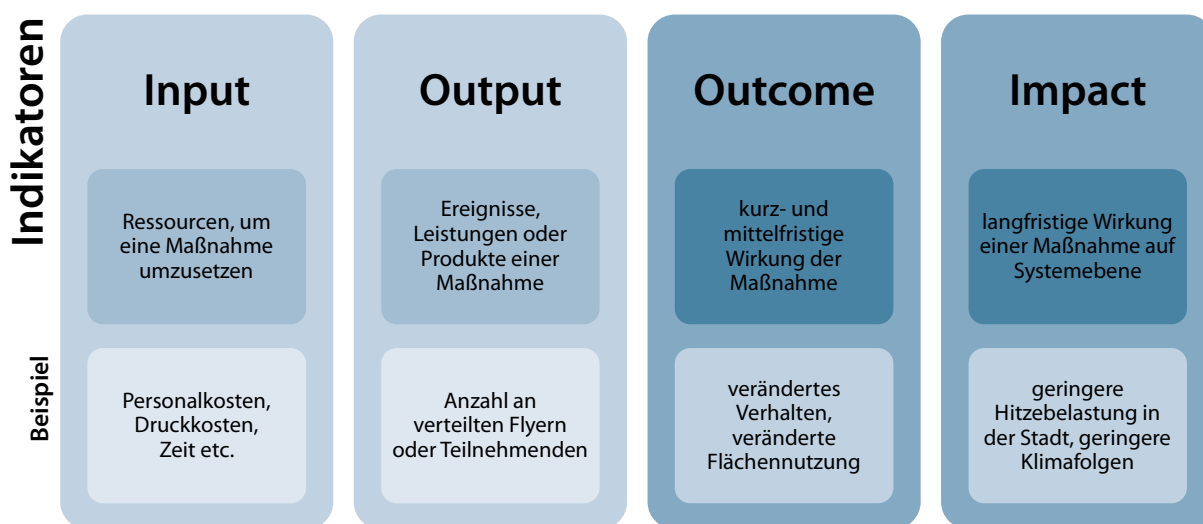 Indikatoren
Input
Ressourcen, um
eine Maßnahme
umzusetzen
Output
Ereignisse,
Leistungen oder
Produkte einer
Maßnahme
Outcome
kurz- und
mittelfristige
Wirkung der
Maßnahme
Impact
langfristige Wirkung
einer Maßnahme auf
Systemebene
Beispiel
Personalkosten,
Druckkosten,
Zeit etc.
Anzahl an
verteilten Flyern
oder Teilnehmenden
verändertes
Verhalten,
veränderte
Flächennutzung
geringere
Hitzebelastung in
der Stadt, geringere
Klimafolgen